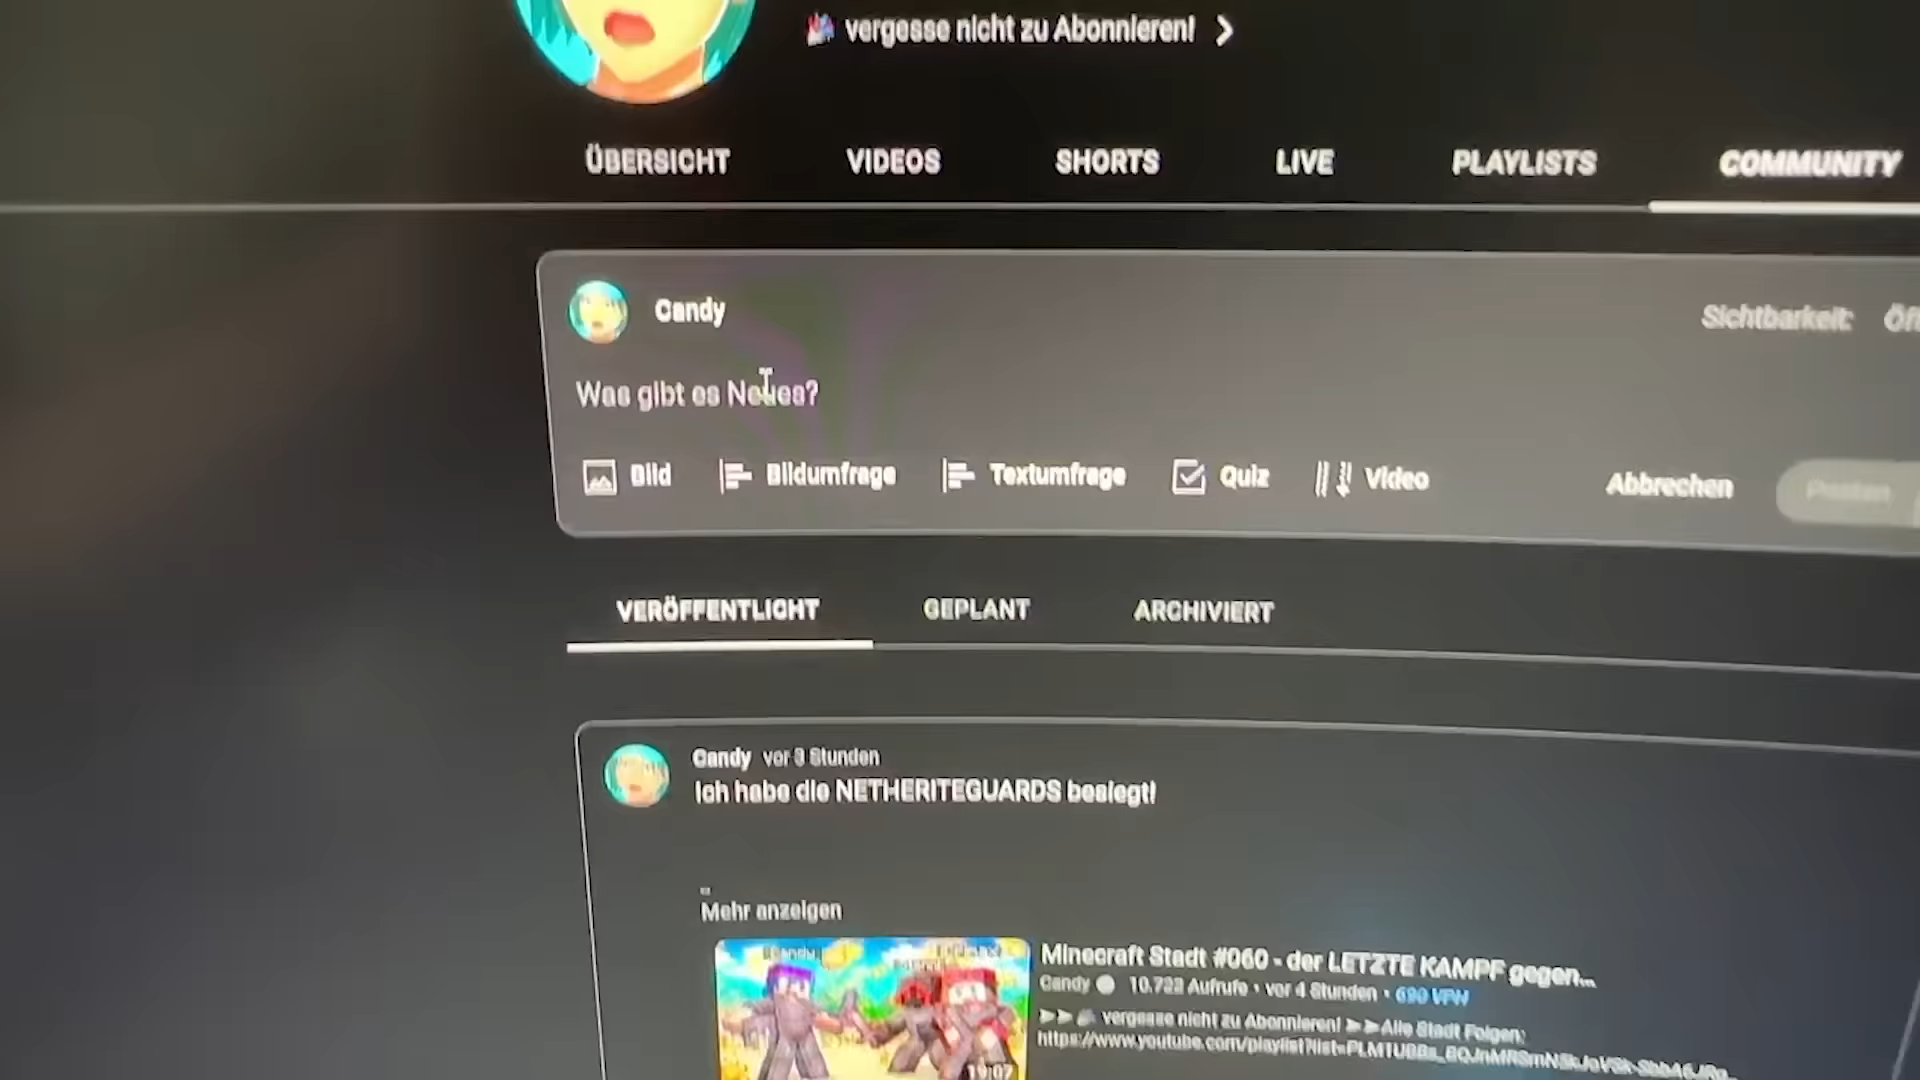 vergesse nicht zu Abonnieren!
ÜBERSICHT VIDEOS SHORTS LIVE PLAYLISTS COMMUNITY
Candy Sichtbarkeit:
Was gibt es Neues?
Bild Bildumfrage Textumfrage Quiz Video Abbrechen Posten
VERÖFFENTLICHT GEPLANT ARCHIVIERT
Candy vor 3 Stunden
Ich habe die NETHERITEGUARDS besiegt!
..
Mehr anzeigen
Minecraft Stadt #060 - der LETZTE KAMPF gegen...
Candy 10.722 Aufrufe • vor 4 Stunden • 690 VPW
►► vergesse nicht zu Abonnieren! ►►Alle Stadt Folgen:
19:07